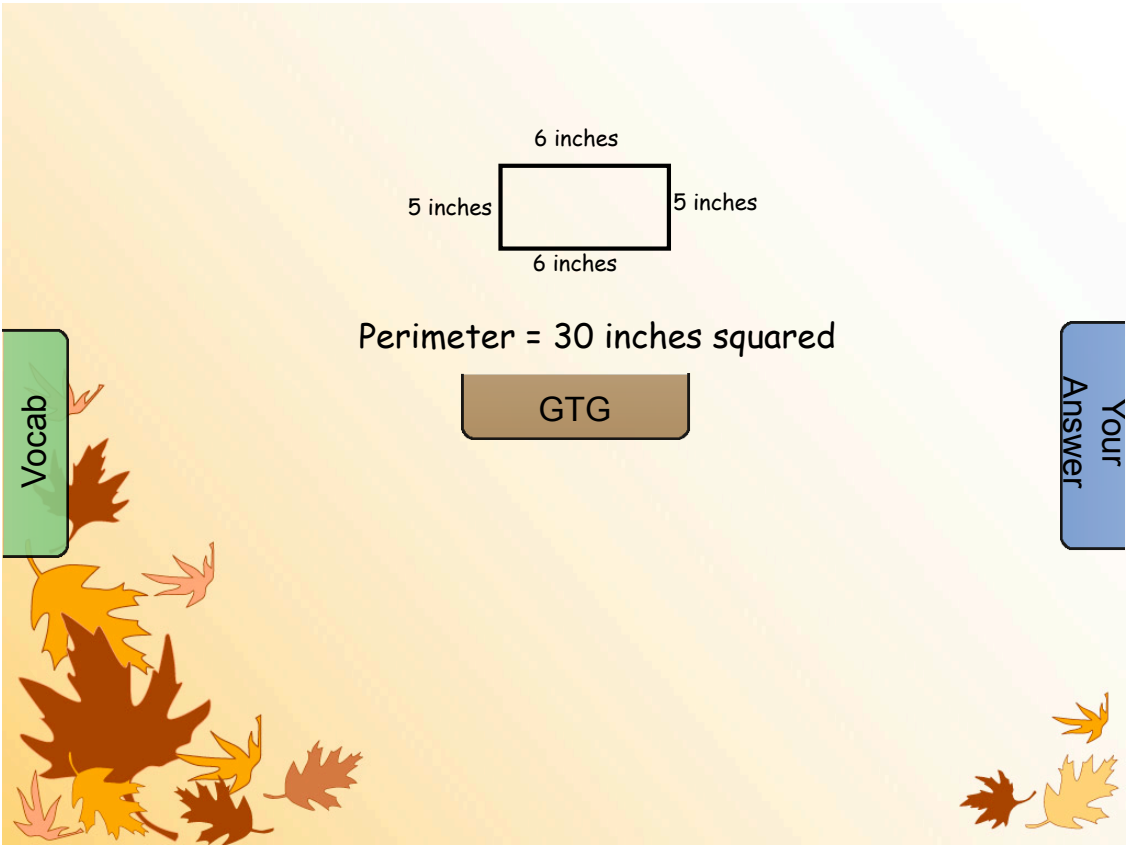 6 inches
5 inches
5 inches
6 inches
Perimeter = 30 inches squared
GTG
Vocab
Your
Answer